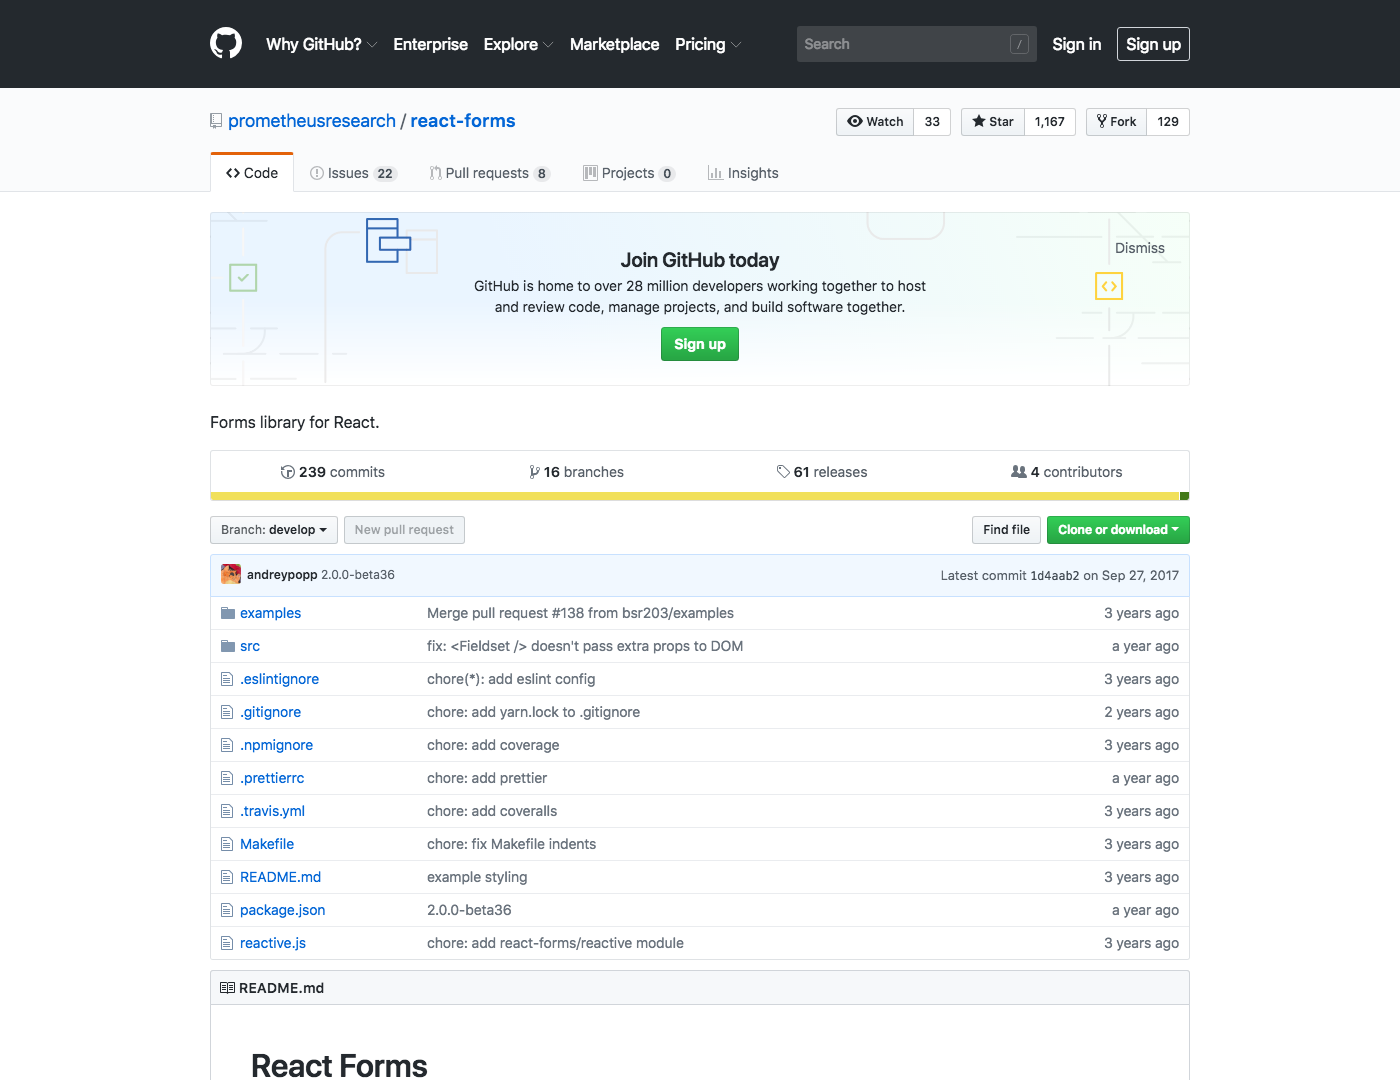 Why GitHub? Enterprise Explore Marketplace Pricing Search / Sign in Sign up
prometheusresearch / react-forms Watch 33 Star 1,167 Fork 129
Code Issues 22 Pull requests 8 Projects 0 Insights
Dismiss
Join GitHub today
GitHub is home to over 28 million developers working together to host
and review code, manage projects, and build software together.
Sign up
Forms library for React.
239 commits 16 branches 61 releases 4 contributors
Branch: develop New pull request Find file Clone or download
andreypopp 2.0.0-beta36 Latest commit 1d4aab2 on Sep 27, 2017
examples Merge pull request #138 from bsr203/examples 3 years ago
src fix: <Fieldset /> doesn't pass extra props to DOM a year ago
.eslintignore chore(*): add eslint config 3 years ago
.gitignore chore: add yarn.lock to .gitignore 2 years ago
.npmignore chore: add coverage 3 years ago
.prettierrc chore: add prettier a year ago
.travis.yml chore: add coveralls 3 years ago
Makefile chore: fix Makefile indents 3 years ago
README.md example styling 3 years ago
package.json 2.0.0-beta36 a year ago
reactive.js chore: add react-forms/reactive module 3 years ago
README.md
React Forms